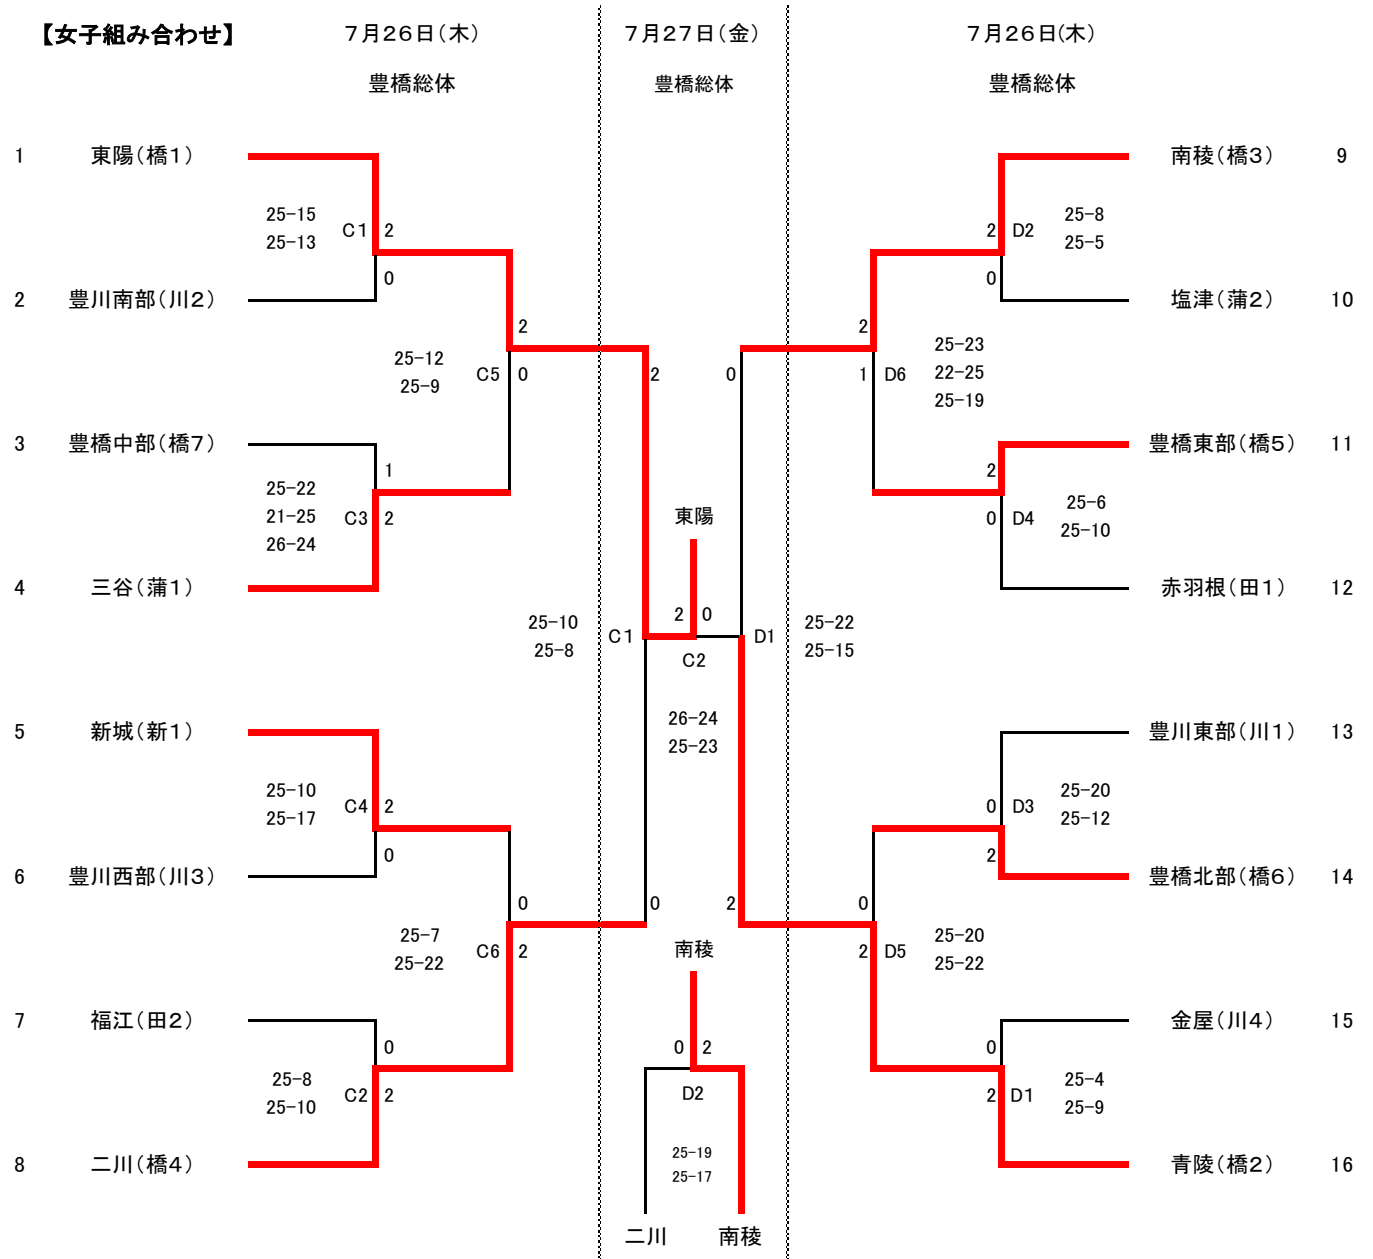 【女子組み合わせ】
7月26日(木)
7月27日(金)
7月26日(木)
豊橋総体
豊橋総体
豊橋総体
1 東陽(橋1)
南稜(橋3) 9
25-15
25-13
C1 2
0
2 D2
0
25-8
25-5
2 豊川南部(川2)
塩津(蒲2) 10
2
25-12
25-9
C5 0
2
0
2
1 D6
25-23
22-25
25-19
3 豊橋中部(橋7)
豊橋東部(橋5) 11
1
25-22
21-25
26-24
C3 2
2
0 D4
25-6
25-10
4 三谷(蒲1)
赤羽根(田1) 12
東陽
2 0
25-10
25-8
C1
C2
D1
25-22
25-15
26-24
25-23
5 新城(新1)
豊川東部(川1) 13
25-10
25-17
C4 2
0
0 D3
2
25-20
25-12
6 豊川西部(川3)
豊橋北部(橋6) 14
0
25-7
25-22
C6 2
0
2
0
2 D5
25-20
25-22
7 福江(田2)
金屋(川4) 15
0
25-8
25-10
C2 2
0
2 D1
25-4
25-9
8 二川(橋4)
青陵(橋2) 16
南稜
0 2
D2
25-19
25-17
二川 南稜